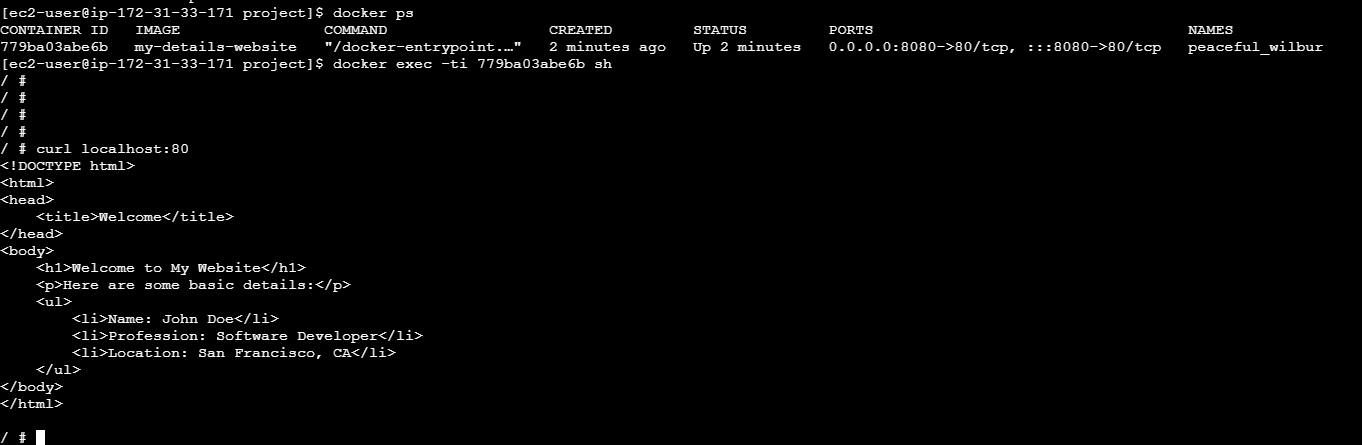 [ec2-user@ip-172-31-33-171 project]$ docker ps
CONTAINER ID   IMAGE                COMMAND                  CREATED         STATUS         PORTS                                   NAMES
779ba03abe6b   my-details-website   "/docker-entrypoint.…"   2 minutes ago   Up 2 minutes   0.0.0.0:8080->80/tcp, :::8080->80/tcp   peaceful_wilbur
[ec2-user@ip-172-31-33-171 project]$ docker exec -ti 779ba03abe6b sh
/ #
/ #
/ #
/ #
/ # curl localhost:80
<!DOCTYPE html>
<html>
<head>
    <title>Welcome</title>
</head>
<body>
    <h1>Welcome to My Website</h1>
    <p>Here are some basic details:</p>
    <ul>
        <li>Name: John Doe</li>
        <li>Profession: Software Developer</li>
        <li>Location: San Francisco, CA</li>
    </ul>
</body>
</html>
/ #